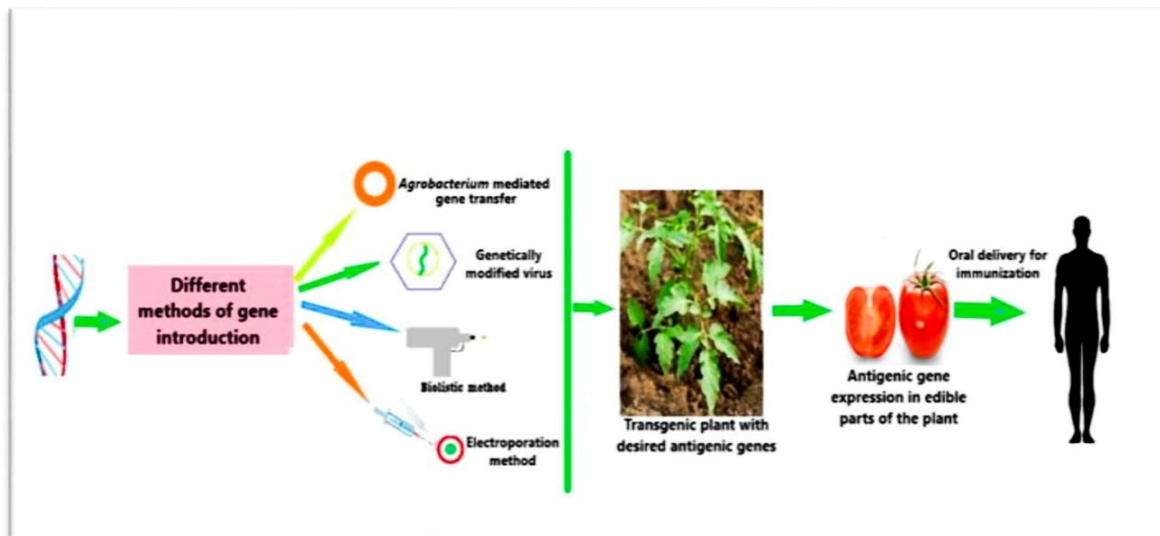 Different
methods of gene
introduction
Agrobacterium mediated
gene transfer
Genetically
modified virus
Biolistic method
Electroporation
method
Transgenic plant with
desired antigenic genes
Antigenic gene
expression in edible
parts of the plant
Oral delivery for
immunization